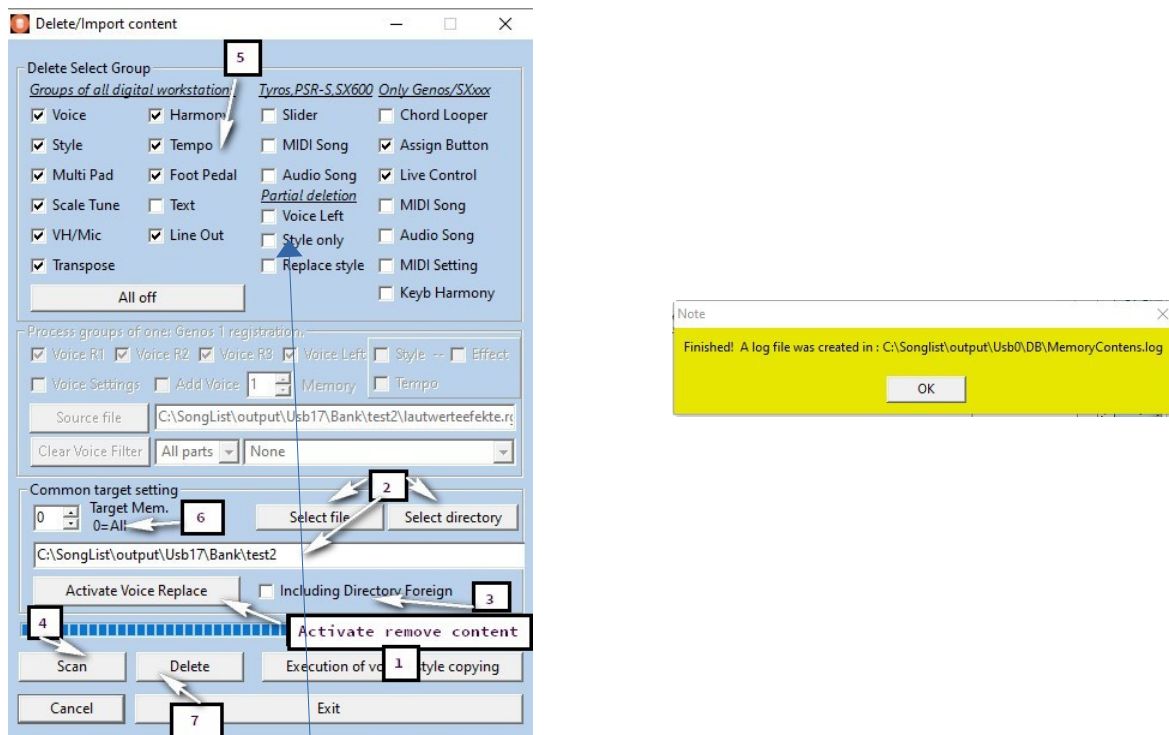 Delete/Import content
5
Delete Select Group
Groups of all digital workstation: Tyros,PSR-S,SX600 Only Genos/SXxxx
Voice Harmony Slider Chord Looper
Style Tempo MIDI Song Assign Button
Multi Pad Foot Pedal Audio Song Live Control
Partial deletion
Scale Tune Text Voice Left MIDI Song
VH/Mic Line Out Style only Audio Song
Transpose Replace style MIDI Setting
All off Keyb Harmony
Process groups of one: Genos 1 registration.
Voice R1 Voice R2 Voice R3 Voice Left Style -- Effect
Voice Settings Add Voice 1 Memory Tempo
Source file C:\SongList\output\Usb17\Bank\test2\lautwerteefekte.rg
Clear Voice Filter All parts None
Common target setting
2
0 Target Mem.
0=All 6 Select file Select directory
C:\SongList\output\Usb17\Bank\test2
Activate Voice Replace Including Directory Foreign 3
4 Activate remove content
Scan Delete Execution of vo 1 tyle copying
Cancel 7 Exit
Note
Finished! A log file was created in : C:\Songlist\output\Usb0\DB\MemoryContens.log
OK